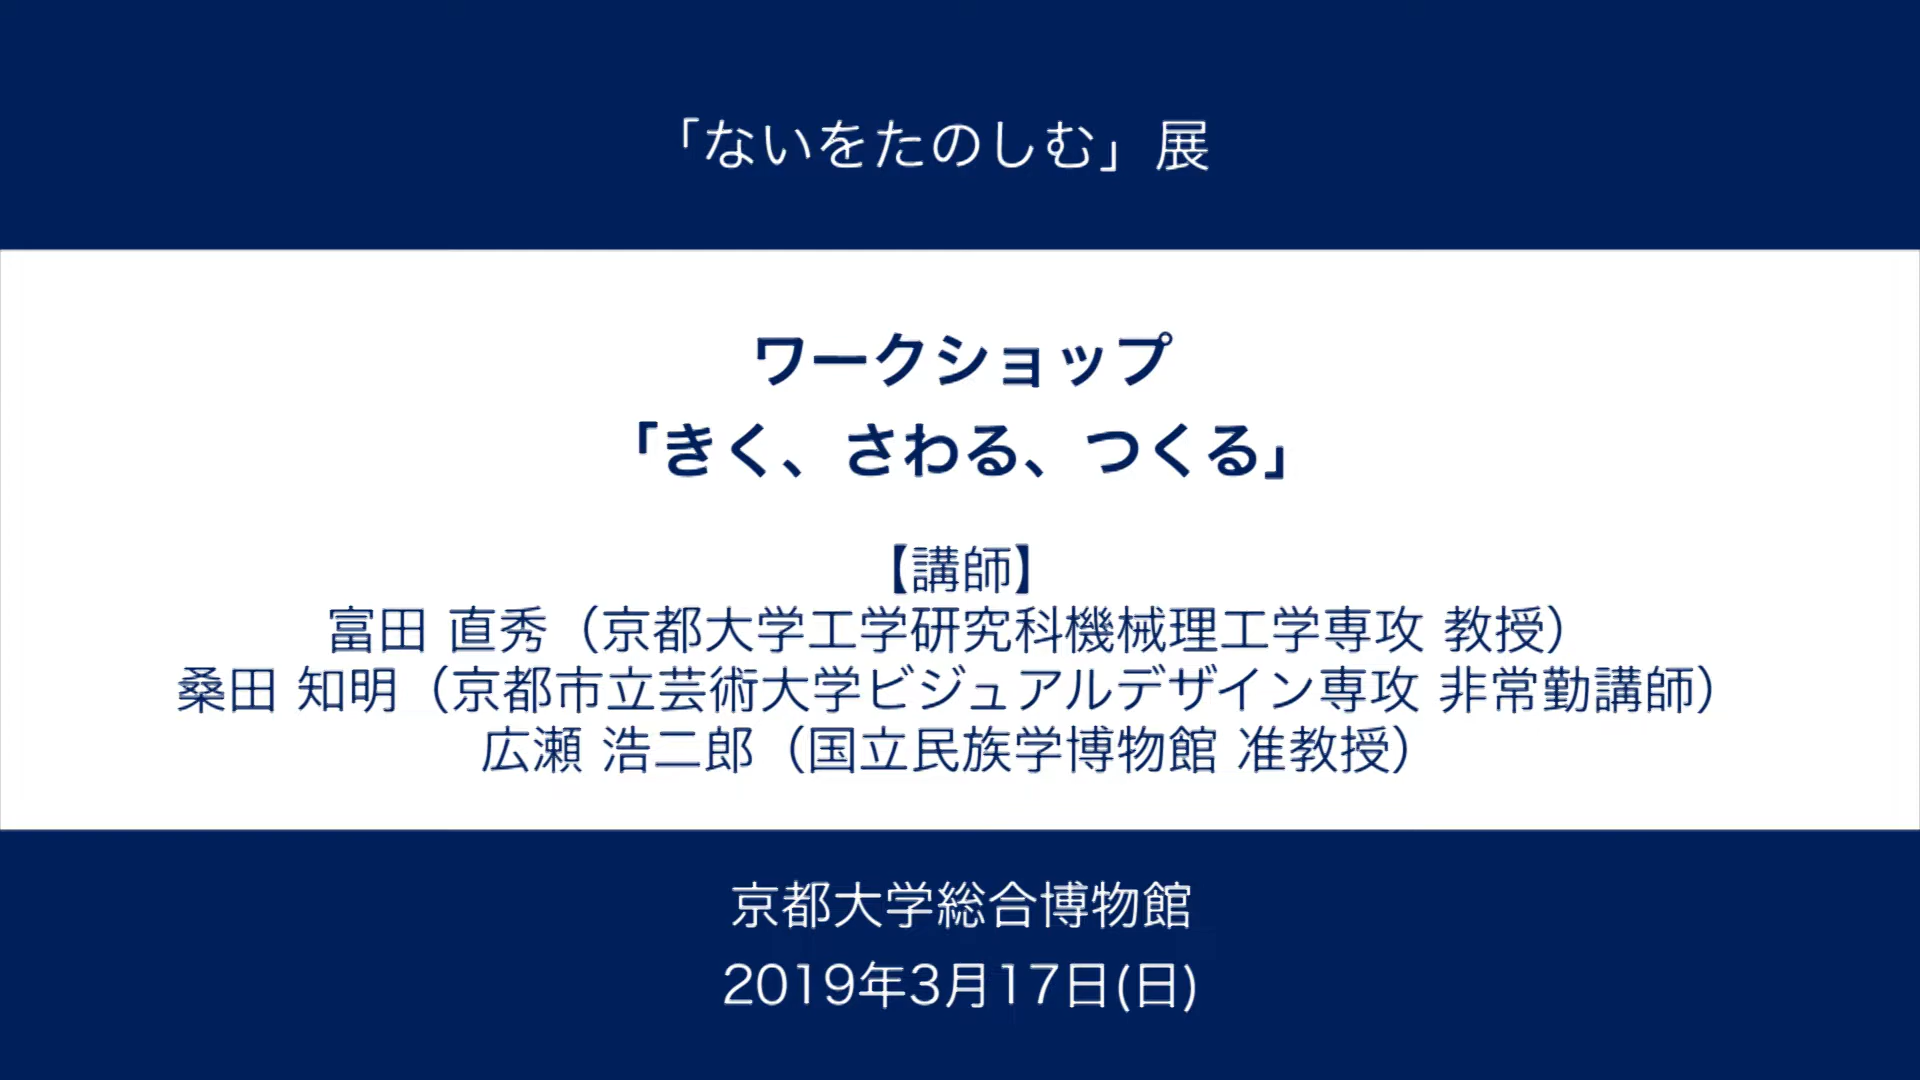 「ないをたのしむ」展
ワークショップ
「きく、さわる、つくる」
【講師】
富田 直秀（京都大学工学研究科機械理工学専攻 教授）
桑田 知明（京都市立芸術大学ビジュアルデザイン専攻 非常勤講師）
広瀬 浩二郎（国立民族学博物館 准教授）
京都大学総合博物館
2019年3月17日(日)